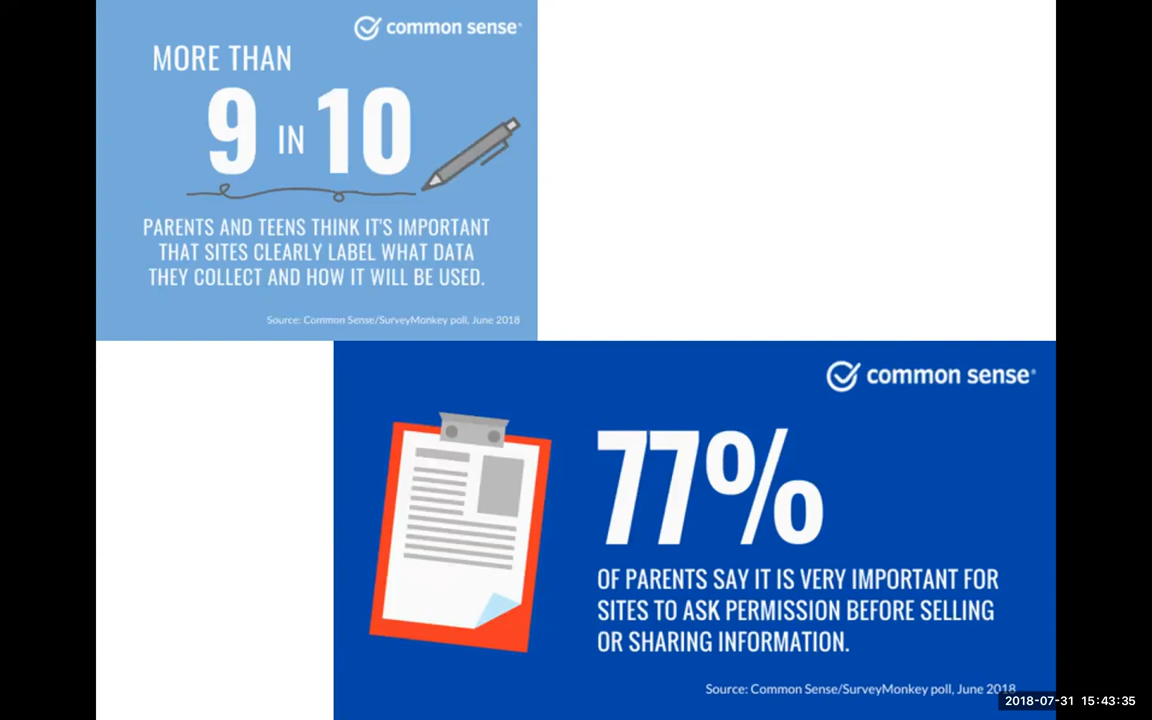 common sense®
MORE THAN
9 IN 10
PARENTS AND TEENS THINK IT'S IMPORTANT
THAT SITES CLEARLY LABEL WHAT DATA
THEY COLLECT AND HOW IT WILL BE USED.
Source: Common Sense/SurveyMonkey poll, June 2018
common sense®
77%
OF PARENTS SAY IT IS VERY IMPORTANT FOR
SITES TO ASK PERMISSION BEFORE SELLING
OR SHARING INFORMATION.
Source: Common Sense/SurveyMonkey poll, June 2018
2018-07-31 15:43:35